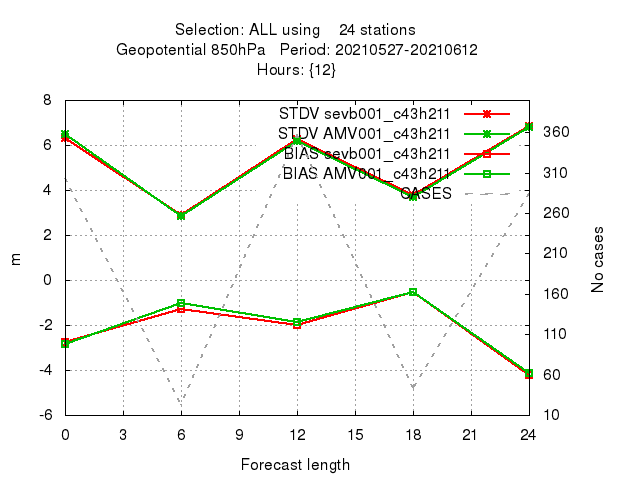 Selection: ALL using    24 stations
Geopotential 850hPa   Period: 20210527-20210612
Hours: {12}
STDV sevb001_c43h211
STDV AMV001_c43h211
BIAS sevb001_c43h211
BIAS AMV001_c43h211
CASES
8
6
4
2
0
-2
-4
-6
m
360
310
260
210
160
110
60
10
No cases
0 3 6 9 12 15 18 21 24
Forecast length